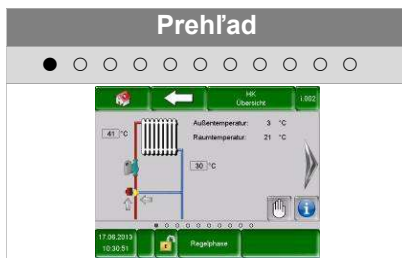 Prehľad
HK
Übersicht
i.002
41 °C
Außentemperatur: 3 °C
Raumtemperatur: 21 °C
30 °C
17.06.2013
10:30:51
Regelphase